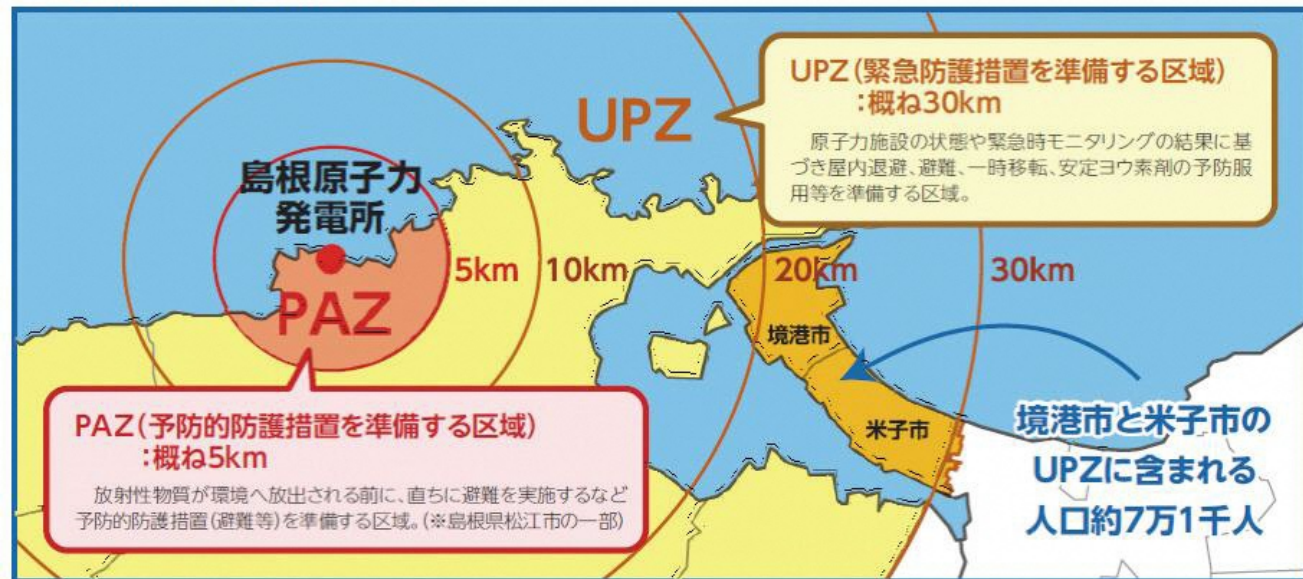 UPZ(緊急防護措置を準備する区域)
:概ね30km
原子力施設の状態や緊急時モニタリングの結果に基
づき屋内退避、避難、一時移転、安定ヨウ素剤の予防服
用等を準備する区域。
UPZ
島根原子力
発電所
PAZ
5km
10km
20km
30km
境港市
米子市
PAZ(予防的防護措置を準備する区域)
:概ね5km
放射性物質が環境へ放出される前に、直ちに避難を実施するなど
予防的防護措置(避難等)を準備する区域。(※島根県松江市の一部)
境港市と米子市の
UPZに含まれる
人口約7万1千人